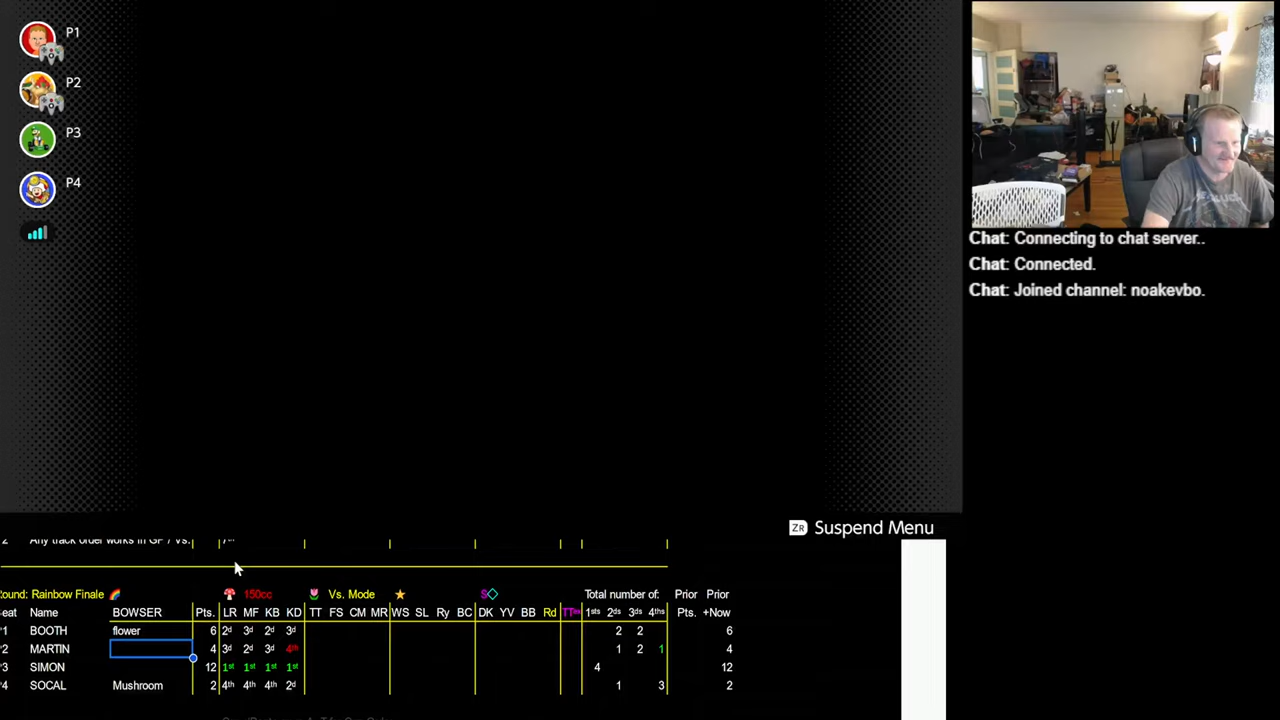 P1
P2
P3
P4
Chat: Connecting to chat server..
Chat: Connected.
Chat: Joined channel: noakevbo.
ZR Suspend Menu
2 Any track order works in GP / Vs. 7th
ound: Rainbow Finale 🌈 🍄 150cc 🌷 Vs. Mode ⭐ S◇ Total number of: Prior Prior
eat Name BOWSER Pts. LR MF KB KD TT FS CM MR WS SL Ry BC DK YV BB Rd 1sts 2ds 3ds 4ths Pts. +Now
1 BOOTH flower 6 2d 3d 2d 3d 2 2 6
2 MARTIN 4 3d 2d 3d 4th 1 2 1 4
3 SIMON 12 1st 1st 1st 1st 4 12
4 SOCAL Mushroom 2 4th 4th 4th 2d 1 3 2